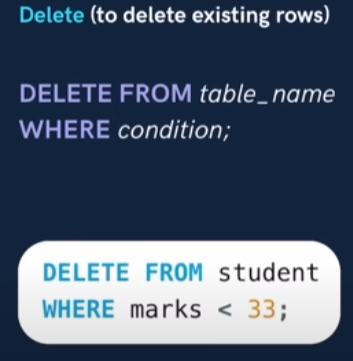 Delete (to delete existing rows)
DELETE FROM table_name
WHERE condition;
DELETE FROM student
WHERE marks < 33;